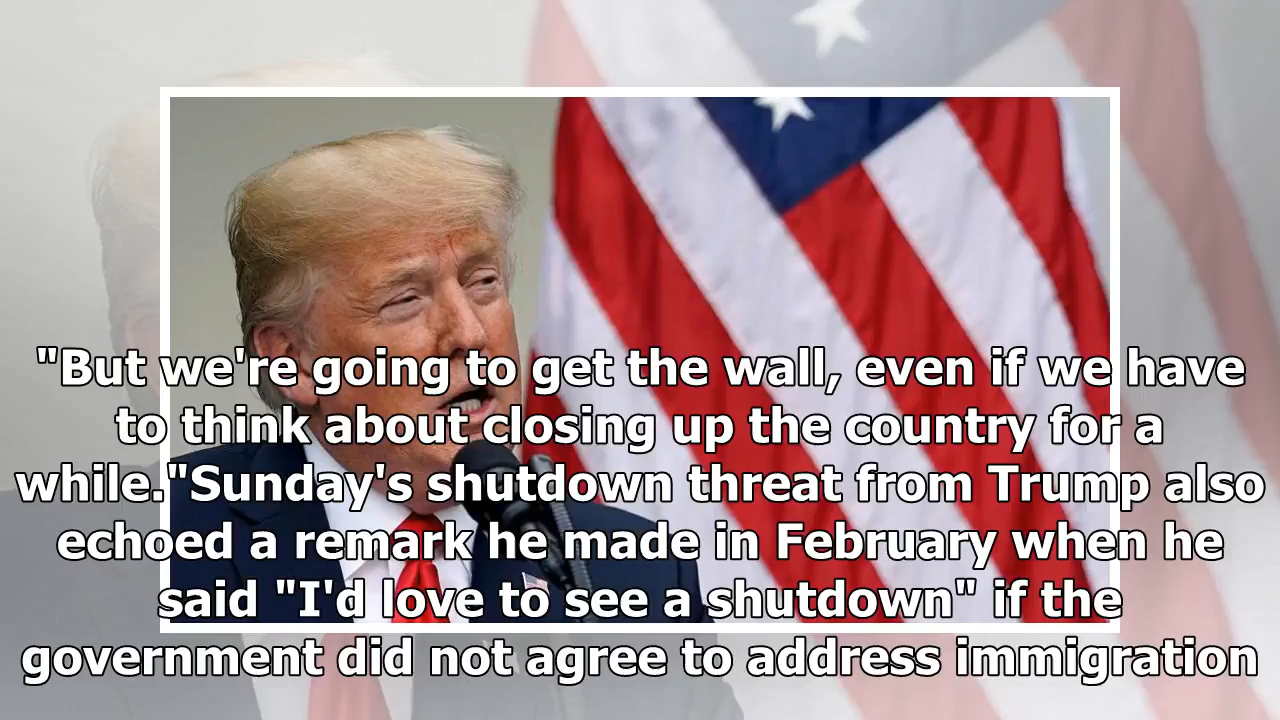 "But we're going to get the wall, even if we have
to think about closing up the country for a
while."Sunday's shutdown threat from Trump also
echoed a remark he made in February when he
said "I'd love to see a shutdown" if the
government did not agree to address immigration